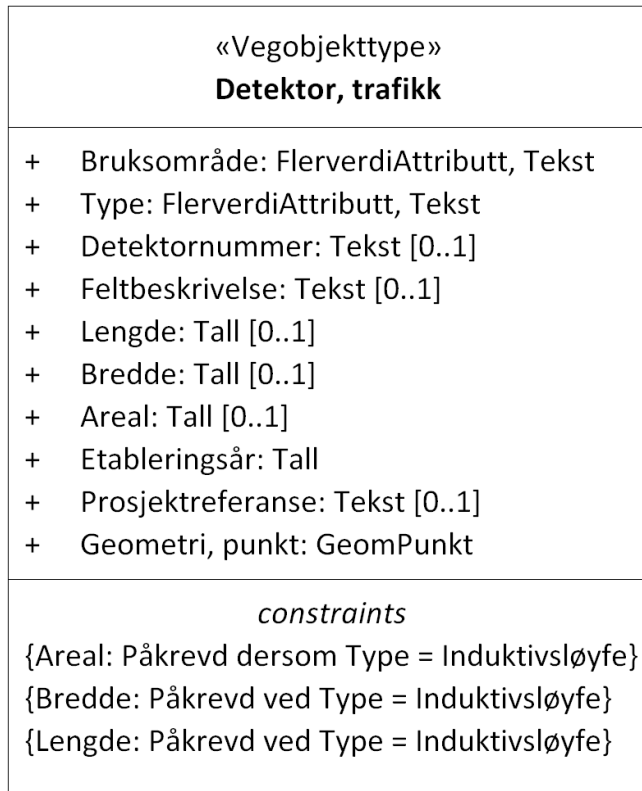 «Vegobjekttype»
Detektor, trafikk
+ Bruksområde: FlerverdiAttributt, Tekst
+ Type: FlerverdiAttributt, Tekst
+ Detektornummer: Tekst [0..1]
+ Feltbeskrivelse: Tekst [0..1]
+ Lengde: Tall [0..1]
+ Bredde: Tall [0..1]
+ Areal: Tall [0..1]
+ Etableringsår: Tall
+ Prosjektreferanse: Tekst [0..1]
+ Geometri, punkt: GeomPunkt
constraints
{Areal: Påkrevd dersom Type = Induktivsløyfe}
{Bredde: Påkrevd ved Type = Induktivsløyfe}
{Lengde: Påkrevd ved Type = Induktivsløyfe}